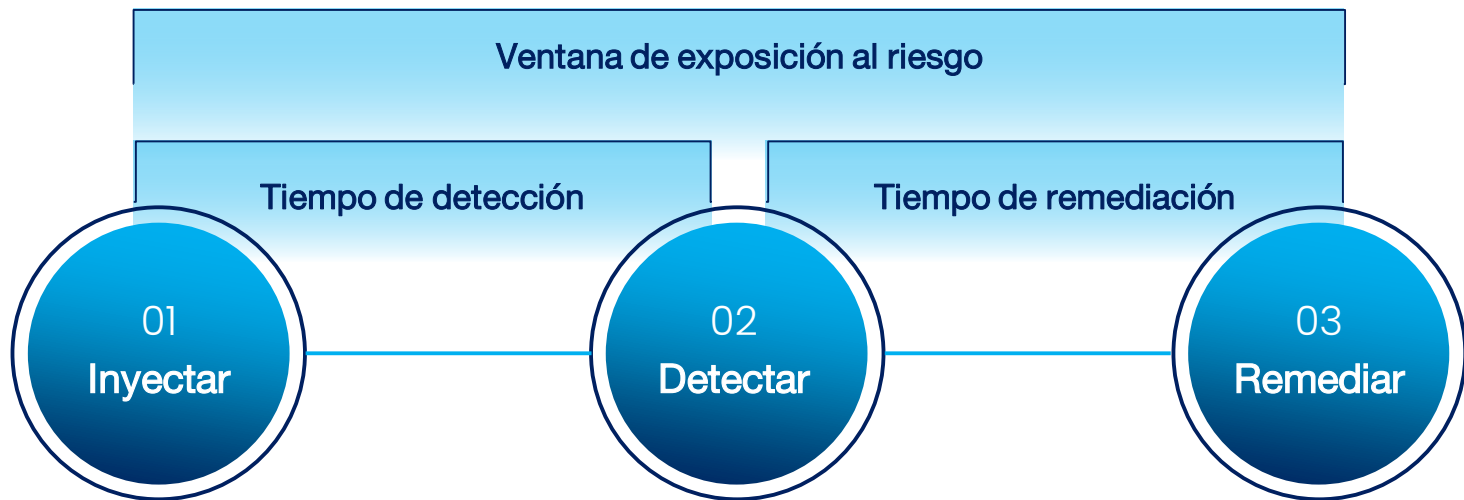 Ventana de exposición al riesgo
Tiempo de detección
Tiempo de remediación
01
Inyectar
02
Detectar
03
Remediar